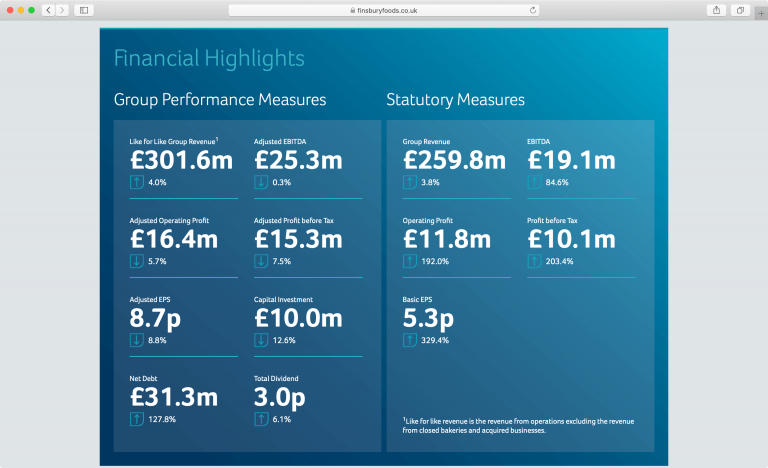 finsburyfoods.co.uk
Financial Highlights
Group Performance Measures
Like for Like Group Revenue1
£301.6m
4.0%
Adjusted EBITDA
£25.3m
0.3%
Adjusted Operating Profit
£16.4m
5.7%
Adjusted Profit before Tax
£15.3m
7.5%
Adjusted EPS
8.7p
8.8%
Capital Investment
£10.0m
12.6%
Net Debt
£31.3m
127.8%
Total Dividend
3.0p
6.1%
Statutory Measures
Group Revenue
£259.8m
3.8%
EBITDA
£19.1m
84.6%
Operating Profit
£11.8m
192.0%
Profit before Tax
£10.1m
203.4%
Basic EPS
5.3p
329.4%
1Like for like revenue is the revenue from operations excluding the revenue
from closed bakeries and acquired businesses.